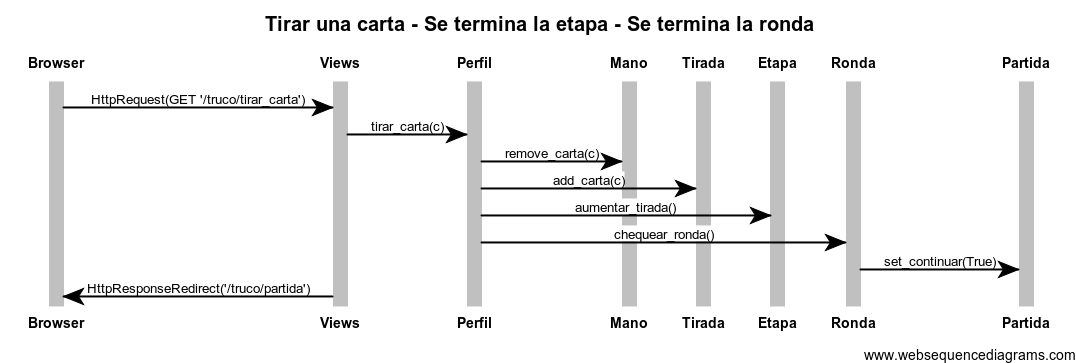 Tirar una carta - Se termina la etapa - Se termina la ronda
Browser Views Perfil Mano Tirada Etapa Ronda Partida
HttpRequest(GET '/truco/tirar_carta')
tirar_carta(c)
remove_carta(c)
add_carta(c)
aumentar_tirada()
chequear_ronda()
set_continuar(True)
HttpResponseRedirect('/truco/partida')
Browser Views Perfil Mano Tirada Etapa Ronda Partida
www.websequencediagrams.com